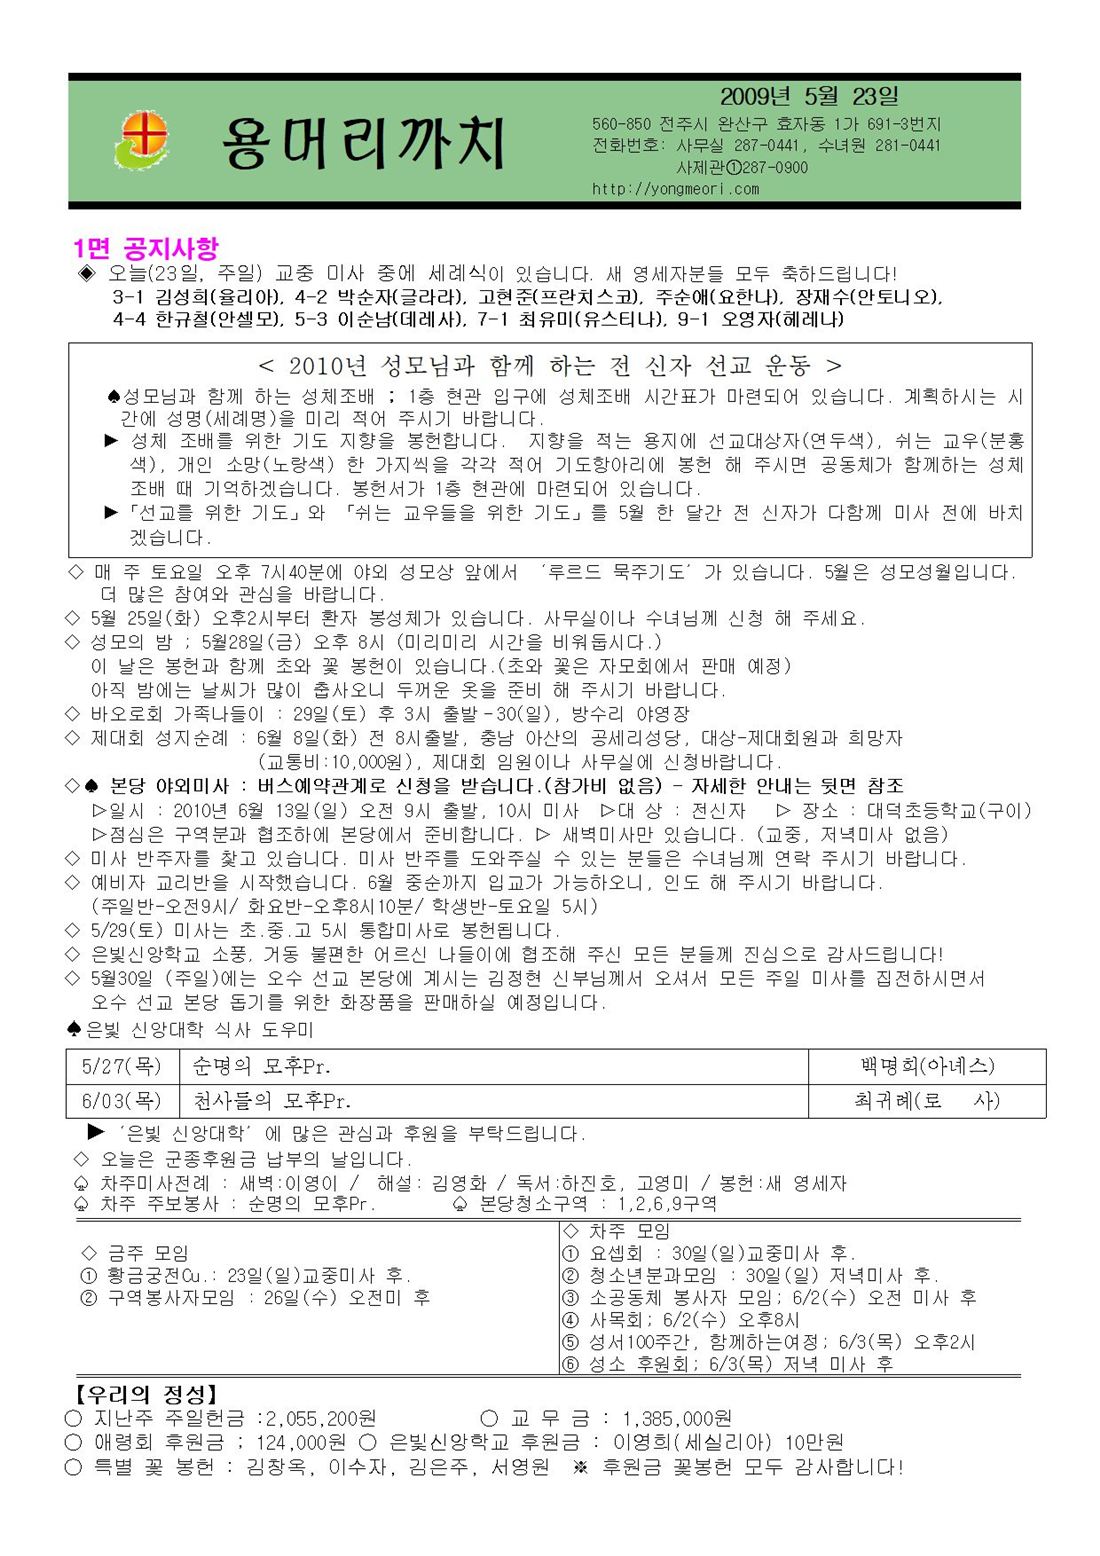 용머리까치
2009년 5월 23일
560-850 전주시 완산구 효자동 1가 691-3번지
전화번호: 사무실 287-0441, 수녀원 281-0441
사제관①287-0900
http://yongmeori.com
1면 공지사항
◈ 오늘(23일, 주일) 교중 미사 중에 세례식이 있습니다. 새 영세자분들 모두 축하드립니다!
3-1 김성희(율리아), 4-2 박순자(글라라), 고현준(프란치스코), 주순애(요한나), 장재수(안토니오),
4-4 한규철(안셀모), 5-3 이순남(데레사), 7-1 최유미(유스티나), 9-1 오영자(헤레나)
< 2010년 성모님과 함께 하는 전 신자 선교 운동 >
♠성모님과 함께 하는 성체조배 ; 1층 현관 입구에 성체조배 시간표가 마련되어 있습니다. 계획하시는 시
간에 성명(세례명)을 미리 적어 주시기 바랍니다.
▶ 성체 조배를 위한 기도 지향을 봉헌합니다. 지향을 적는 용지에 선교대상자(연두색), 쉬는 교우(분홍
색), 개인 소망(노랑색) 한 가지씩을 각각 적어 기도항아리에 봉헌 해 주시면 공동체가 함께하는 성체
조배 때 기억하겠습니다. 봉헌서가 1층 현관에 마련되어 있습니다.
▶「선교를 위한 기도」와 「쉬는 교우들을 위한 기도」를 5월 한 달간 전 신자가 다함께 미사 전에 바치
겠습니다.
◇ 매 주 토요일 오후 7시40분에 야외 성모상 앞에서 ‘루르드 묵주기도’가 있습니다. 5월은 성모성월입니다.
더 많은 참여와 관심을 바랍니다.
◇ 5월 25일(화) 오후2시부터 환자 봉성체가 있습니다. 사무실이나 수녀님께 신청 해 주세요.
◇ 성모의 밤 ; 5월28일(금) 오후 8시 (미리미리 시간을 비워둡시다.)
이 날은 봉헌과 함께 초와 꽃 봉헌이 있습니다.(초와 꽃은 자모회에서 판매 예정)
아직 밤에는 날씨가 많이 춥사오니 두꺼운 옷을 준비 해 주시기 바랍니다.
◇ 바오로회 가족나들이 : 29일(토) 후 3시 출발-30(일), 방수리 야영장
◇ 제대회 성지순례 : 6월 8일(화) 전 8시출발, 충남 아산의 공세리성당, 대상-제대회원과 희망자
(교통비:10,000원), 제대회 임원이나 사무실에 신청바랍니다.
◇♠ 본당 야외미사 : 버스예약관계로 신청을 받습니다.(참가비 없음) - 자세한 안내는 뒷면 참조
▷일시 : 2010년 6월 13일(일) 오전 9시 출발, 10시 미사 ▷대 상 : 전신자 ▷ 장소 : 대덕초등학교(구이)
▷점심은 구역분과 협조하에 본당에서 준비합니다. ▷ 새벽미사만 있습니다. (교중, 저녁미사 없음)
◇ 미사 반주자를 찾고 있습니다. 미사 반주를 도와주실 수 있는 분들은 수녀님께 연락 주시기 바랍니다.
◇ 예비자 교리반을 시작했습니다. 6월 중순까지 입교가 가능하오니, 인도 해 주시기 바랍니다.
(주일반-오전9시/ 화요반-오후8시10분/ 학생반-토요일 5시)
◇ 5/29(토) 미사는 초.중.고 5시 통합미사로 봉헌됩니다.
◇ 은빛신앙학교 소풍, 거동 불편한 어르신 나들이에 협조해 주신 모든 분들께 진심으로 감사드립니다!
◇ 5월30일 (주일)에는 오수 선교 본당에 계시는 김정현 신부님께서 오셔서 모든 주일 미사를 집전하시면서
오수 선교 본당 돕기를 위한 화장품을 판매하실 예정입니다.
♠은빛 신앙대학 식사 도우미
5/27(목) 순명의 모후Pr. 백명희(아녜스)
6/03(목) 천사들의 모후Pr. 최귀례(로 사)
▶ ‘은빛 신앙대학’에 많은 관심과 후원을 부탁드립니다.
◇ 오늘은 군종후원금 납부의 날입니다.
♤ 차주미사전례 : 새벽:이영이 / 해설: 김영화 / 독서:하진호, 고영미 / 봉헌:새 영세자
♤ 차주 주보봉사 : 순명의 모후Pr. ♤ 본당청소구역 : 1,2,6,9구역
◇ 금주 모임
① 황금궁전Cu.: 23일(일)교중미사 후.
② 구역봉사자모임 : 26일(수) 오전미 후
◇ 차주 모임
① 요셉회 : 30일(일)교중미사 후.
② 청소년분과모임 : 30일(일) 저녁미사 후.
③ 소공동체 봉사자 모임; 6/2(수) 오전 미사 후
④ 사목회; 6/2(수) 오후8시
⑤ 성서100주간, 함께하는여정; 6/3(목) 오후2시
⑥ 성소 후원회; 6/3(목) 저녁 미사 후
【우리의 정성】
○ 지난주 주일헌금 :2,055,200원 ○ 교 무 금 : 1,385,000원
○ 애령회 후원금 ; 124,000원 ○ 은빛신앙학교 후원금 : 이영희(세실리아) 10만원
○ 특별 꽃 봉헌 : 김창옥, 이수자, 김은주, 서영원 ※ 후원금 꽃봉헌 모두 감사합니다!